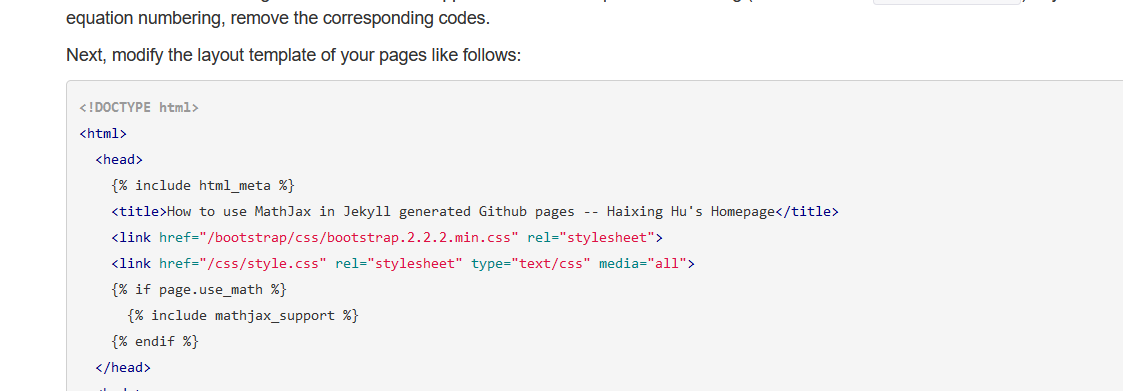 equation numbering, remove the corresponding codes.
Next, modify the layout template of your pages like follows:
<!DOCTYPE html>
<html>
<head>
{% include html_meta %}
<title>How to use MathJax in Jekyll generated Github pages -- Haixing Hu's Homepage</title>
<link href="/bootstrap/css/bootstrap.2.2.2.min.css" rel="stylesheet">
<link href="/css/style.css" rel="stylesheet" type="text/css" media="all">
{% if page.use_math %}
{% include mathjax_support %}
{% endif %}
</head>